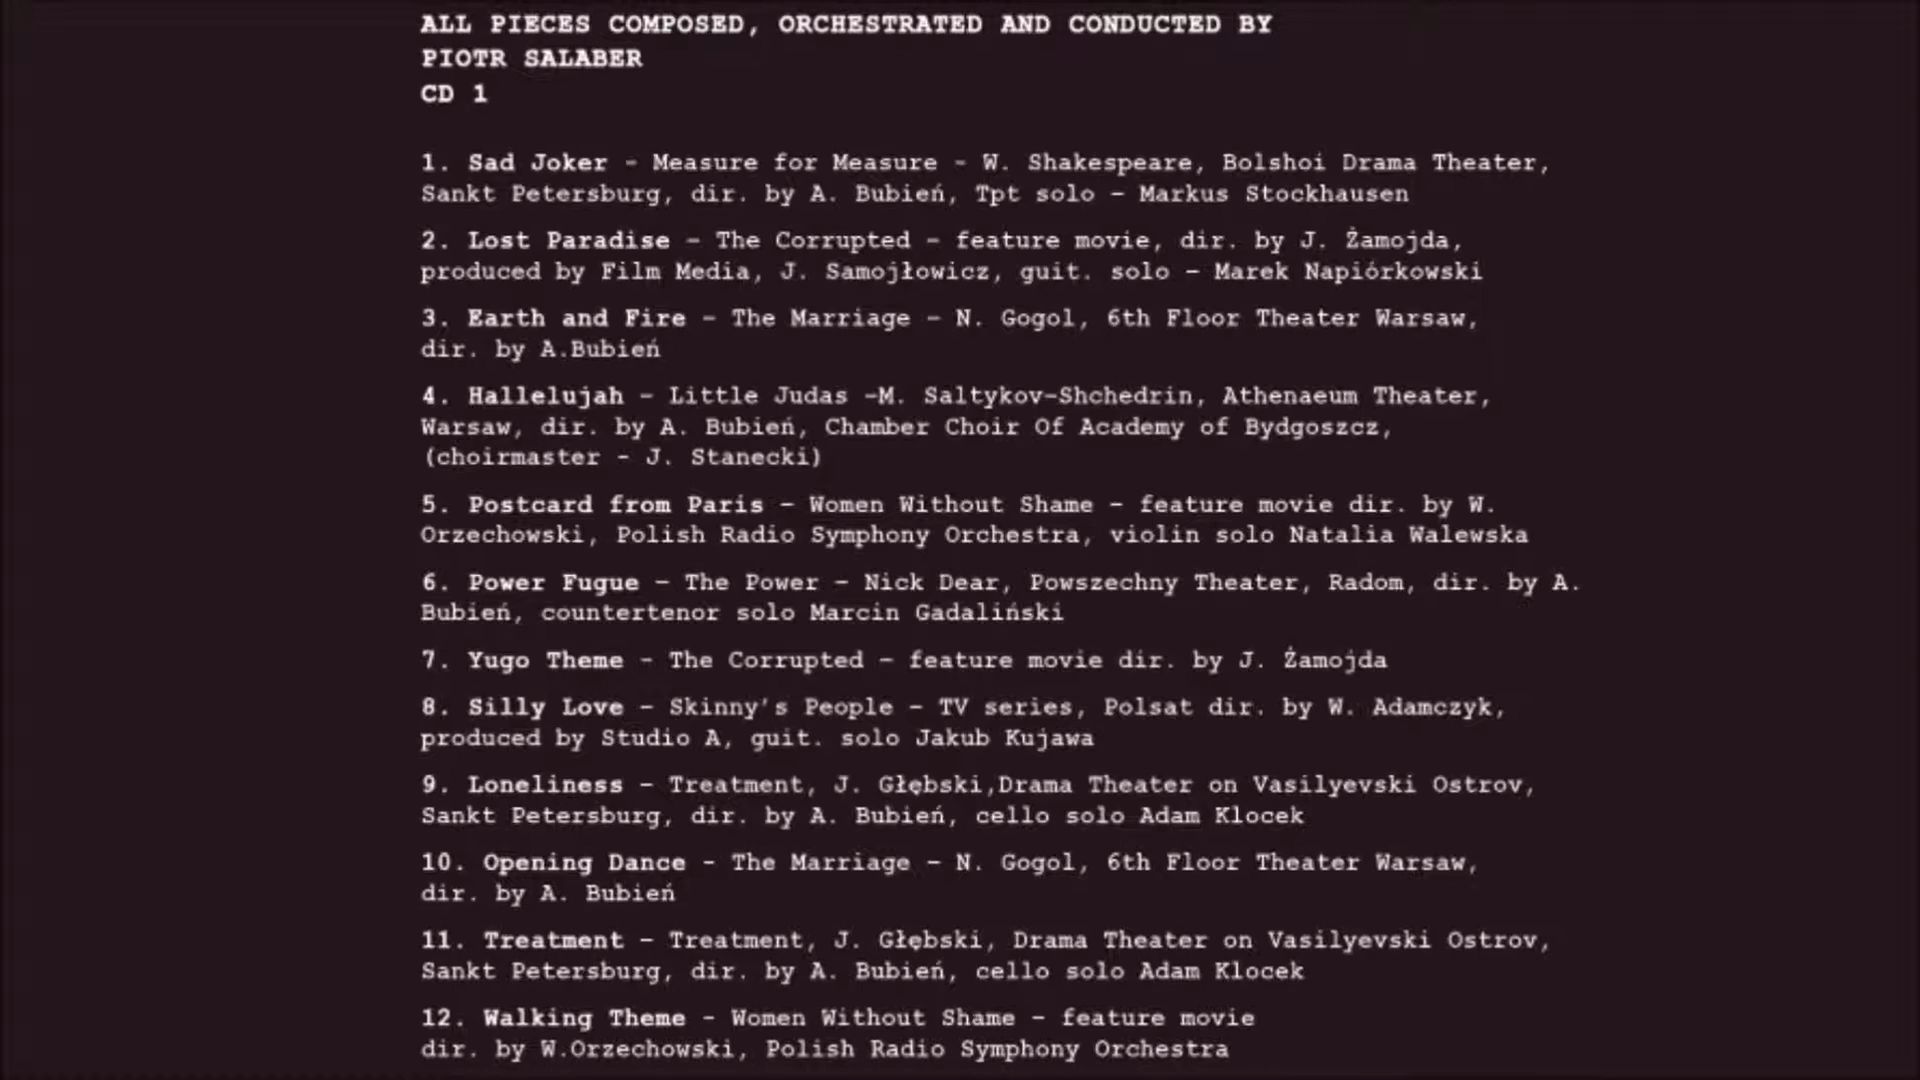 ALL PIECES COMPOSED, ORCHESTRATED AND CONDUCTED BY
PIOTR SALABER
CD 1
1. Sad Joker - Measure for Measure - W. Shakespeare, Bolshoi Drama Theater,
Sankt Petersburg, dir. by A. Bubień, Tpt solo – Markus Stockhausen
2. Lost Paradise – The Corrupted – feature movie, dir. by J. Żamojda,
produced by Film Media, J. Samojłowicz, guit. solo – Marek Napiórkowski
3. Earth and Fire – The Marriage – N. Gogol, 6th Floor Theater Warsaw,
dir. by A.Bubień
4. Hallelujah – Little Judas –M. Saltykov-Shchedrin, Athenaeum Theater,
Warsaw, dir. by A. Bubień, Chamber Choir Of Academy of Bydgoszcz,
(choirmaster - J. Stanecki)
5. Postcard from Paris – Women Without Shame – feature movie dir. by W.
Orzechowski, Polish Radio Symphony Orchestra, violin solo Natalia Walewska
6. Power Fugue – The Power – Nick Dear, Powszechny Theater, Radom, dir. by A.
Bubień, countertenor solo Marcin Gadaliński
7. Yugo Theme - The Corrupted – feature movie dir. by J. Żamojda
8. Silly Love – Skinny's People – TV series, Polsat dir. by W. Adamczyk,
produced by Studio A, guit. solo Jakub Kujawa
9. Loneliness – Treatment, J. Głębski,Drama Theater on Vasilyevski Ostrov,
Sankt Petersburg, dir. by A. Bubień, cello solo Adam Klocek
10. Opening Dance - The Marriage – N. Gogol, 6th Floor Theater Warsaw,
dir. by A. Bubień
11. Treatment – Treatment, J. Głębski, Drama Theater on Vasilyevski Ostrov,
Sankt Petersburg, dir. by A. Bubień, cello solo Adam Klocek
12. Walking Theme - Women Without Shame – feature movie
dir. by W.Orzechowski, Polish Radio Symphony Orchestra